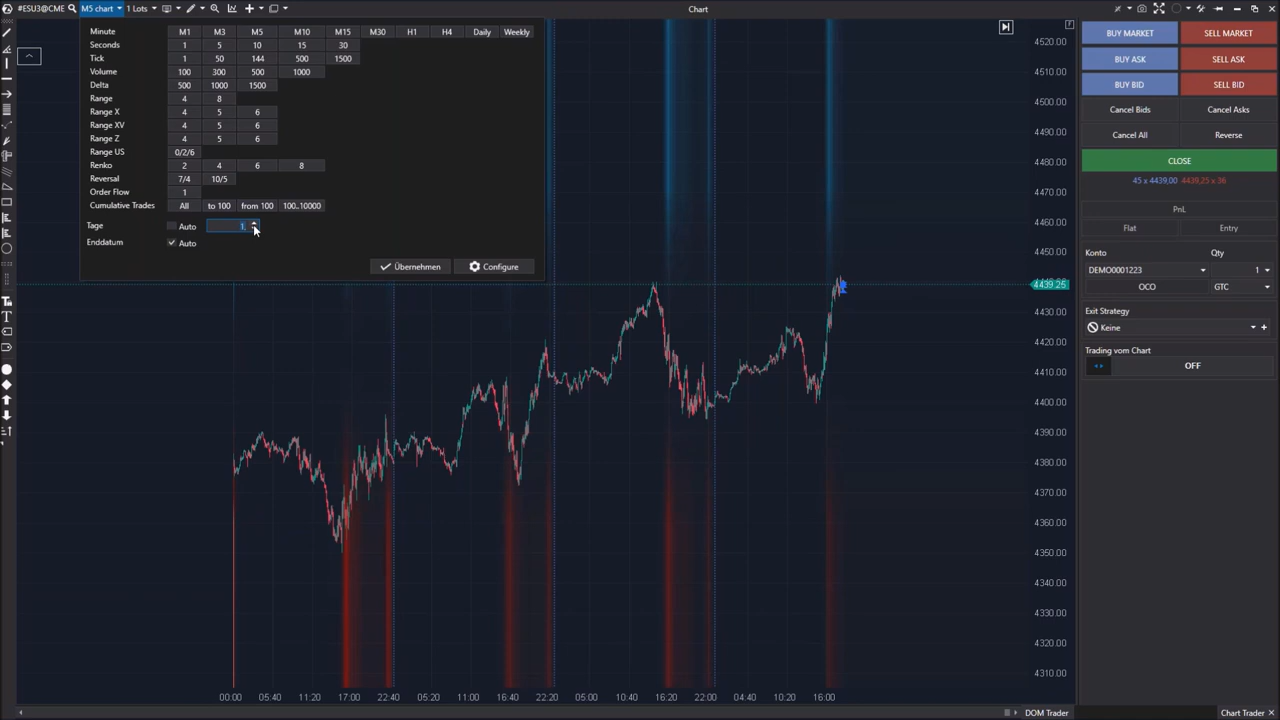 #ESU3@CME M5 chart 1 Lots
Chart
Minute M1 M3 M5 M10 M15 M30 H1 H4 Daily Weekly
Seconds 1 5 10 15 30
Tick 1 50 144 500 1500
Volume 100 300 500 1000
Delta 500 1000 1500
Range 4 8
Range X 4 5 6
Range XV 4 5 6
Range Z 4 5 6
Range US 0/2/6
Renko 2 4 6 8
Reversal 7/4 10/5
Order Flow 1
Cumulative Trades All to 100 from 100 100..10000
Tage Auto 1
Enddatum Auto
Übernehmen Configure
4520.00
4510.00
4500.00
4490.00
4480.00
4470.00
4460.00
4450.00
4439.25
4430.00
4420.00
4410.00
4400.00
4390.00
4380.00
4370.00
4360.00
4350.00
4340.00
4330.00
4320.00
4310.00
00:00 05:40 11:20 17:00 22:40 05:20 11:00 16:40 22:20 05:00 10:40 16:20 22:00 04:40 10:20 16:00
BUY MARKET SELL MARKET
BUY ASK SELL ASK
BUY BID SELL BID
Cancel Bids Cancel Asks
Cancel All Reverse
CLOSE
45 x 4439,00 4439,25 x 36
PnL
Flat Entry
Konto Qty
DEMO0001223 1
OCO GTC
Exit Strategy
Keine
Trading vom Chart
OFF
DOM Trader Chart Trader